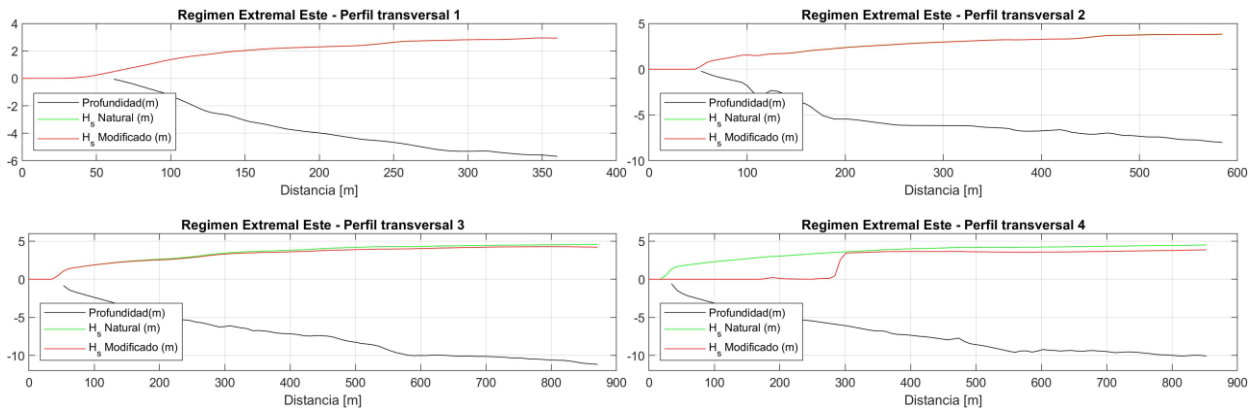 Regimen Extremal Este - Perfil transversal 1
4
2
0
-2
-4
-6
Profundidad(m)
Hs Natural (m)
Hs Modificado (m)
0 50 100 150 200 250 300 350 400
Distancia [m]
Regimen Extremal Este - Perfil transversal 2
5
0
-5
-10
Profundidad(m)
Hs Natural (m)
Hs Modificado (m)
0 100 200 300 400 500 600
Distancia [m]
Regimen Extremal Este - Perfil transversal 3
5
0
-5
-10
Profundidad(m)
Hs Natural (m)
Hs Modificado (m)
0 100 200 300 400 500 600 700 800 900
Distancia [m]
Regimen Extremal Este - Perfil transversal 4
5
0
-5
-10
Profundidad(m)
Hs Natural (m)
Hs Modificado (m)
0 100 200 300 400 500 600 700 800 900
Distancia [m]